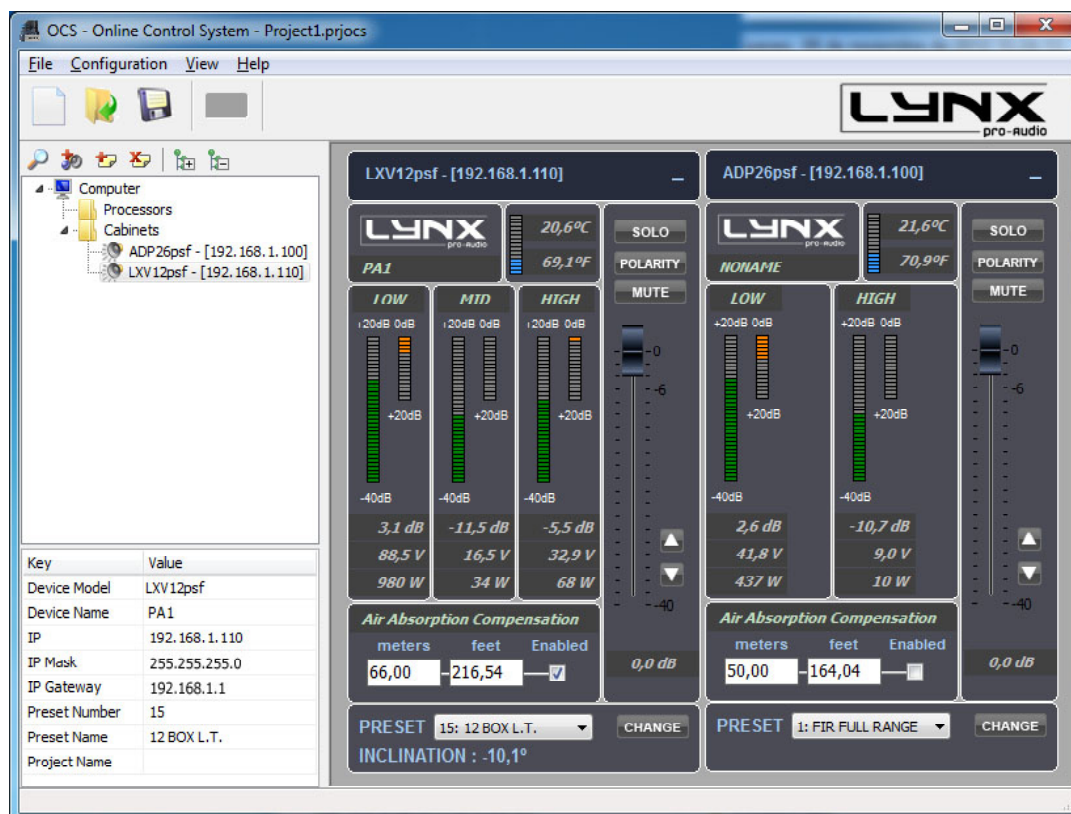 OCS - Online Control System - Project1.prjocs
File Configuration View Help
LYNX
pro-audio
Computer
Processors
Cabinets
ADP26psf - [192.168.1.100]
LXV12psf - [192.168.1.110]
Key Value
Device Model LXV12psf
Device Name PA1
IP 192.168.1.110
IP Mask 255.255.255.0
IP Gateway 192.168.1.1
Preset Number 15
Preset Name 12 BOX L.T.
Project Name
LXV12psf - [192.168.1.110]
LYNX
pro-audio
20,6ºC
PA1
69,1ºF
SOLO
POLARITY
MUTE
LOW MID HIGH
+20dB 0dB +20dB 0dB +20dB 0dB
+20dB +20dB +20dB
-40dB -40dB -40dB
3,1 dB -11,5 dB -5,5 dB
88,5 V 16,5 V 32,9 V
980 W 34 W 68 W
-0
-6
-40
0,0 dB
Air Absorption Compensation
meters feet Enabled
66,00 216,54
PRESET 15: 12 BOX L.T. CHANGE
INCLINATION : -10,1º
ADP26psf - [192.168.1.100]
LYNX
pro-audio
21,6ºC
NONAME
70,9ºF
SOLO
POLARITY
MUTE
LOW HIGH
+20dB 0dB +20dB 0dB
+20dB +20dB
-40dB -40dB
2,6 dB -10,7 dB
41,8 V 9,0 V
437 W 10 W
-0
-6
-40
0,0 dB
Air Absorption Compensation
meters feet Enabled
50,00 164,04
PRESET 1: FIR FULL RANGE CHANGE